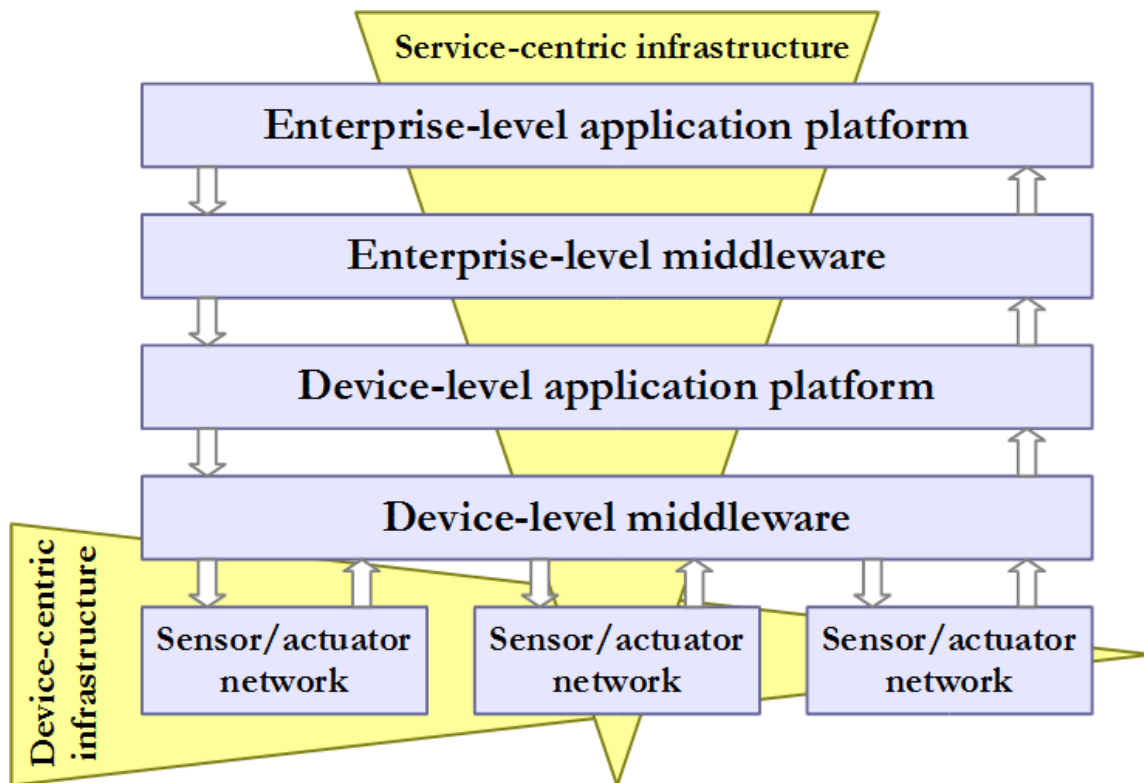 Service-centric infrastructure
Enterprise-level application platform
Enterprise-level middleware
Device-level application platform
Device-level middleware
Device-centric
infrastructure
Sensor/actuator
network
Sensor/actuator
network
Sensor/actuator
network